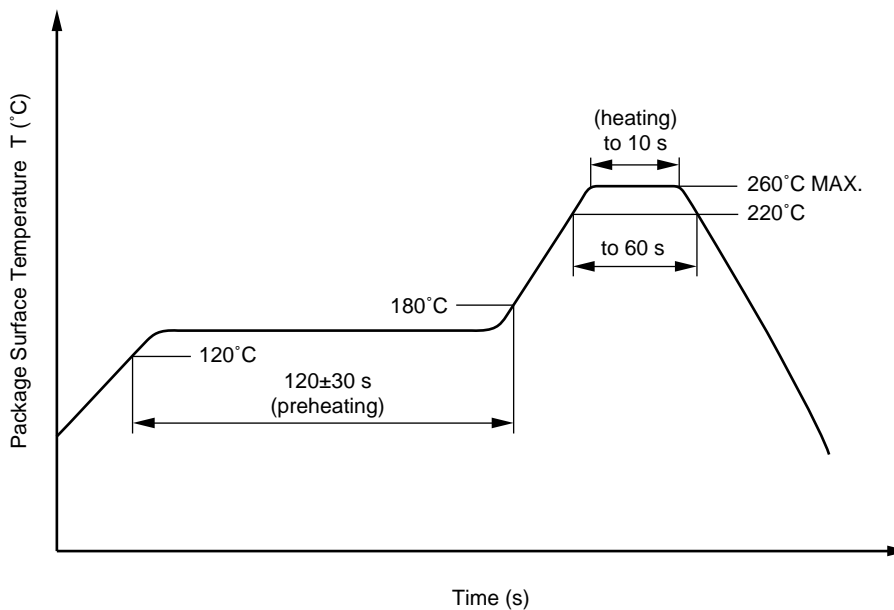 Package Surface Temperature T (˚C)
(heating)
to 10 s
260˚C MAX.
220˚C
to 60 s
180˚C
120˚C
120±30 s
(preheating)
Time (s)